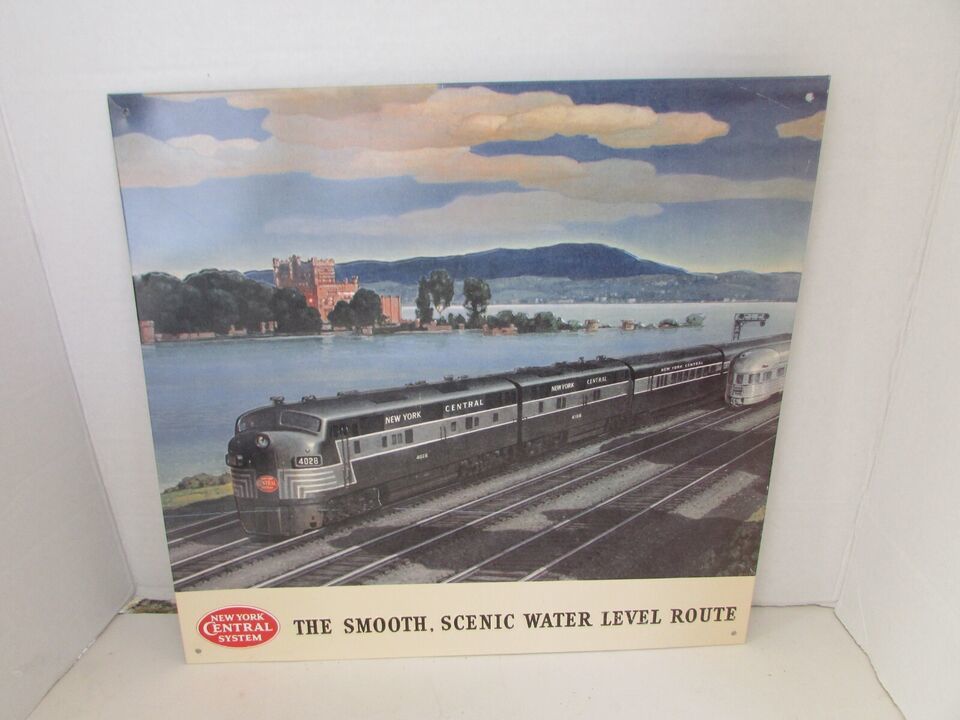 NEW YORK CENTRAL
NEW YORK CENTRAL
NEW YORK CENTRAL
4028
4028
NEW YORK
CENTRAL
SYSTEM
THE SMOOTH, SCENIC WATER LEVEL ROUTE